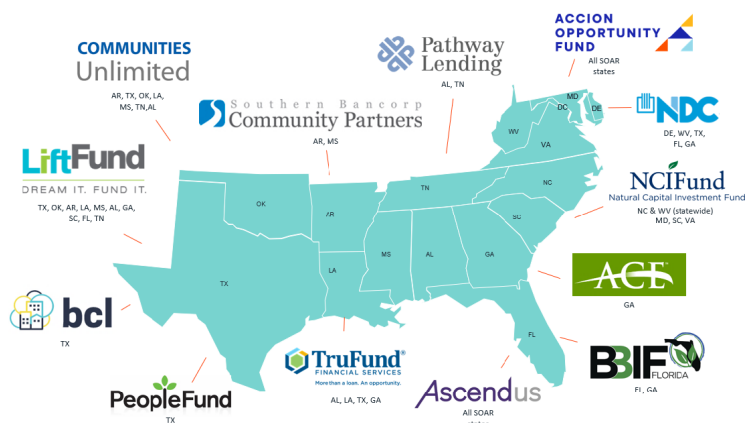 COMMUNITIES
Unlimited
AR, TX, OK, LA,
MS, TN,AL
Pathway
Lending
AL, TN
ACCION
OPPORTUNITY
FUND
All SOAR
states
Southern Bancorp
Community Partners
AR, MS
NDC
DE, WV, TX,
FL, GA
LiftFund
DREAM IT. FUND IT.
TX, OK, AR, LA, MS, AL, GA,
SC, FL, TN
NCIFund
Natural Capital Investment Fund
NC & WV (statewide)
MD, SC, VA
MD
DC
DE
WV
VA
NC
TN
OK
AR
SC
MS
AL
GA
LA
TX
FL
ACE
GA
bcl
TX
TruFund®
FINANCIAL SERVICES
More than a loan. An opportunity.
AL, LA, TX, GA
BBIF
FLORIDA
FL, GA
PeopleFund
TX
Ascendus
All SOAR
states